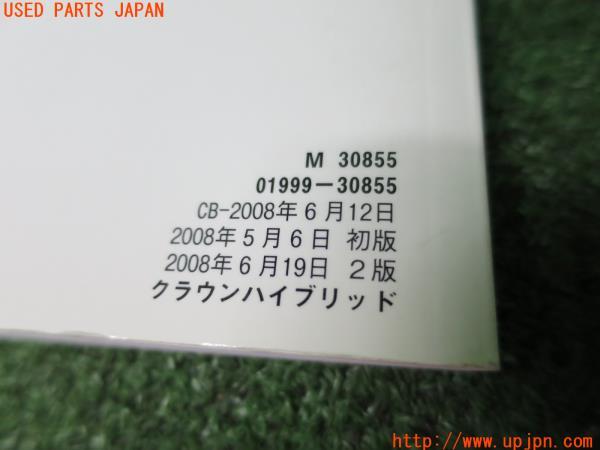 USED PARTS JAPAN
M 30855
01999-30855
CB-2008年6月12日
2008年5月6日 初版
2008年6月19日 2版
クラウンハイブリッド
http://www.upjpn.com/